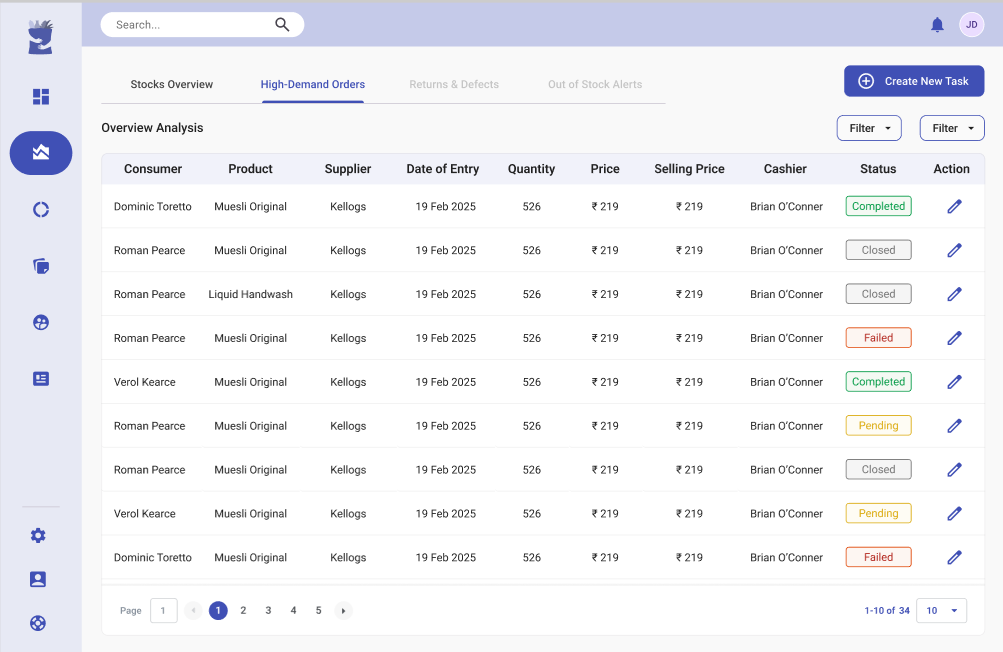 Search...
JD
Stocks Overview High-Demand Orders Returns & Defects Out of Stock Alerts
Create New Task
Overview Analysis
Filter Filter
Consumer Product Supplier Date of Entry Quantity Price Selling Price Cashier Status Action
Dominic Toretto Muesli Original Kellogs 19 Feb 2025 526 ₹ 219 ₹ 219 Brian O'Conner Completed
Roman Pearce Muesli Original Kellogs 19 Feb 2025 526 ₹ 219 ₹ 219 Brian O'Conner Closed
Roman Pearce Liquid Handwash Kellogs 19 Feb 2025 526 ₹ 219 ₹ 219 Brian O'Conner Closed
Roman Pearce Muesli Original Kellogs 19 Feb 2025 526 ₹ 219 ₹ 219 Brian O'Conner Failed
Verol Kearce Muesli Original Kellogs 19 Feb 2025 526 ₹ 219 ₹ 219 Brian O'Conner Completed
Roman Pearce Muesli Original Kellogs 19 Feb 2025 526 ₹ 219 ₹ 219 Brian O'Conner Pending
Roman Pearce Muesli Original Kellogs 19 Feb 2025 526 ₹ 219 ₹ 219 Brian O'Conner Closed
Verol Kearce Muesli Original Kellogs 19 Feb 2025 526 ₹ 219 ₹ 219 Brian O'Conner Pending
Dominic Toretto Muesli Original Kellogs 19 Feb 2025 526 ₹ 219 ₹ 219 Brian O'Conner Failed
Page 1 1 2 3 4 5 1-10 of 34 10